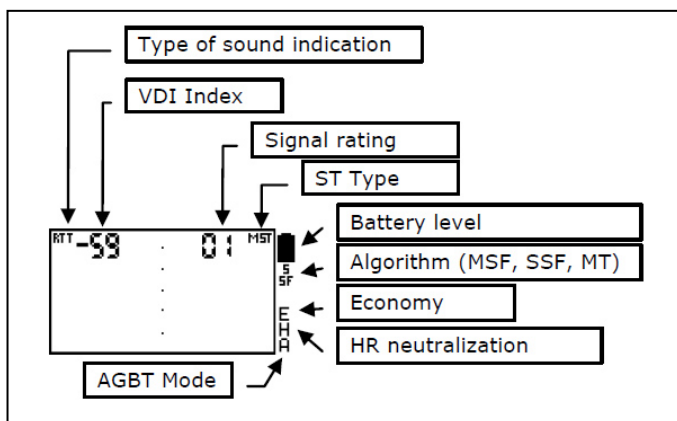 Type of sound indication
VDI Index
Signal rating
ST Type
RTT -59 01 MST
Battery level
S
SF
Algorithm (MSF, SSF, MT)
E
Economy
H
HR neutralization
A
AGBT Mode